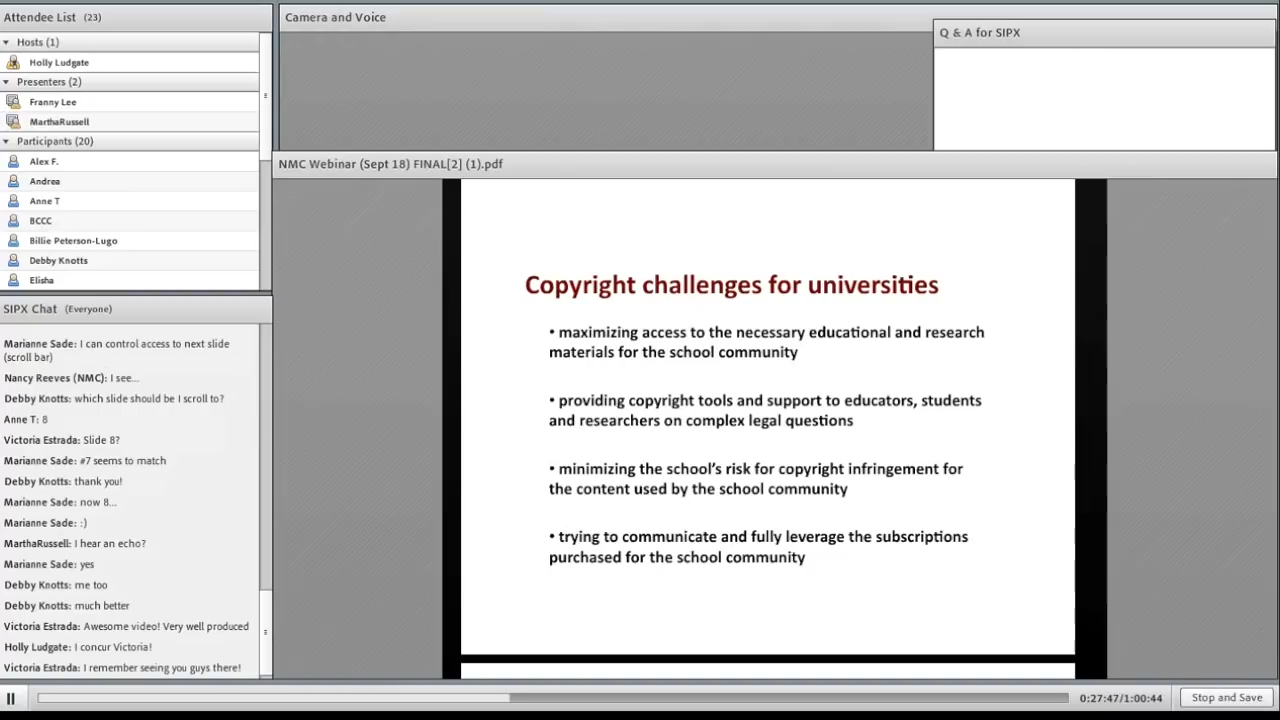 Attendee List (23)
Hosts (1)
Holly Ludgate
Presenters (2)
Franny Lee
MarthaRussell
Participants (20)
Alex F.
Andrea
Anne T
BCCC
Billie Peterson-Lugo
Debby Knotts
Elisha
SIPX Chat (Everyone)
Marianne Sade: I can control access to next slide
(scroll bar)
Nancy Reeves (NMC): I see...
Debby Knotts: which slide should be I scroll to?
Anne T: 8
Victoria Estrada: Slide 8?
Marianne Sade: #7 seems to match
Debby Knotts: thank you!
Marianne Sade: now 8...
Marianne Sade: :)
MarthaRussell: I hear an echo?
Marianne Sade: yes
Debby Knotts: me too
Debby Knotts: much better
Victoria Estrada: Awesome video! Very well produced
Holly Ludgate: I concur Victoria!
Victoria Estrada: I remember seeing you guys there!
Camera and Voice
Q & A for SIPX
NMC Webinar (Sept 18) FINAL[2] (1).pdf
Copyright challenges for universities
• maximizing access to the necessary educational and research
materials for the school community
• providing copyright tools and support to educators, students
and researchers on complex legal questions
• minimizing the school's risk for copyright infringement for
the content used by the school community
• trying to communicate and fully leverage the subscriptions
purchased for the school community
0:27:47/1:00:44
Stop and Save